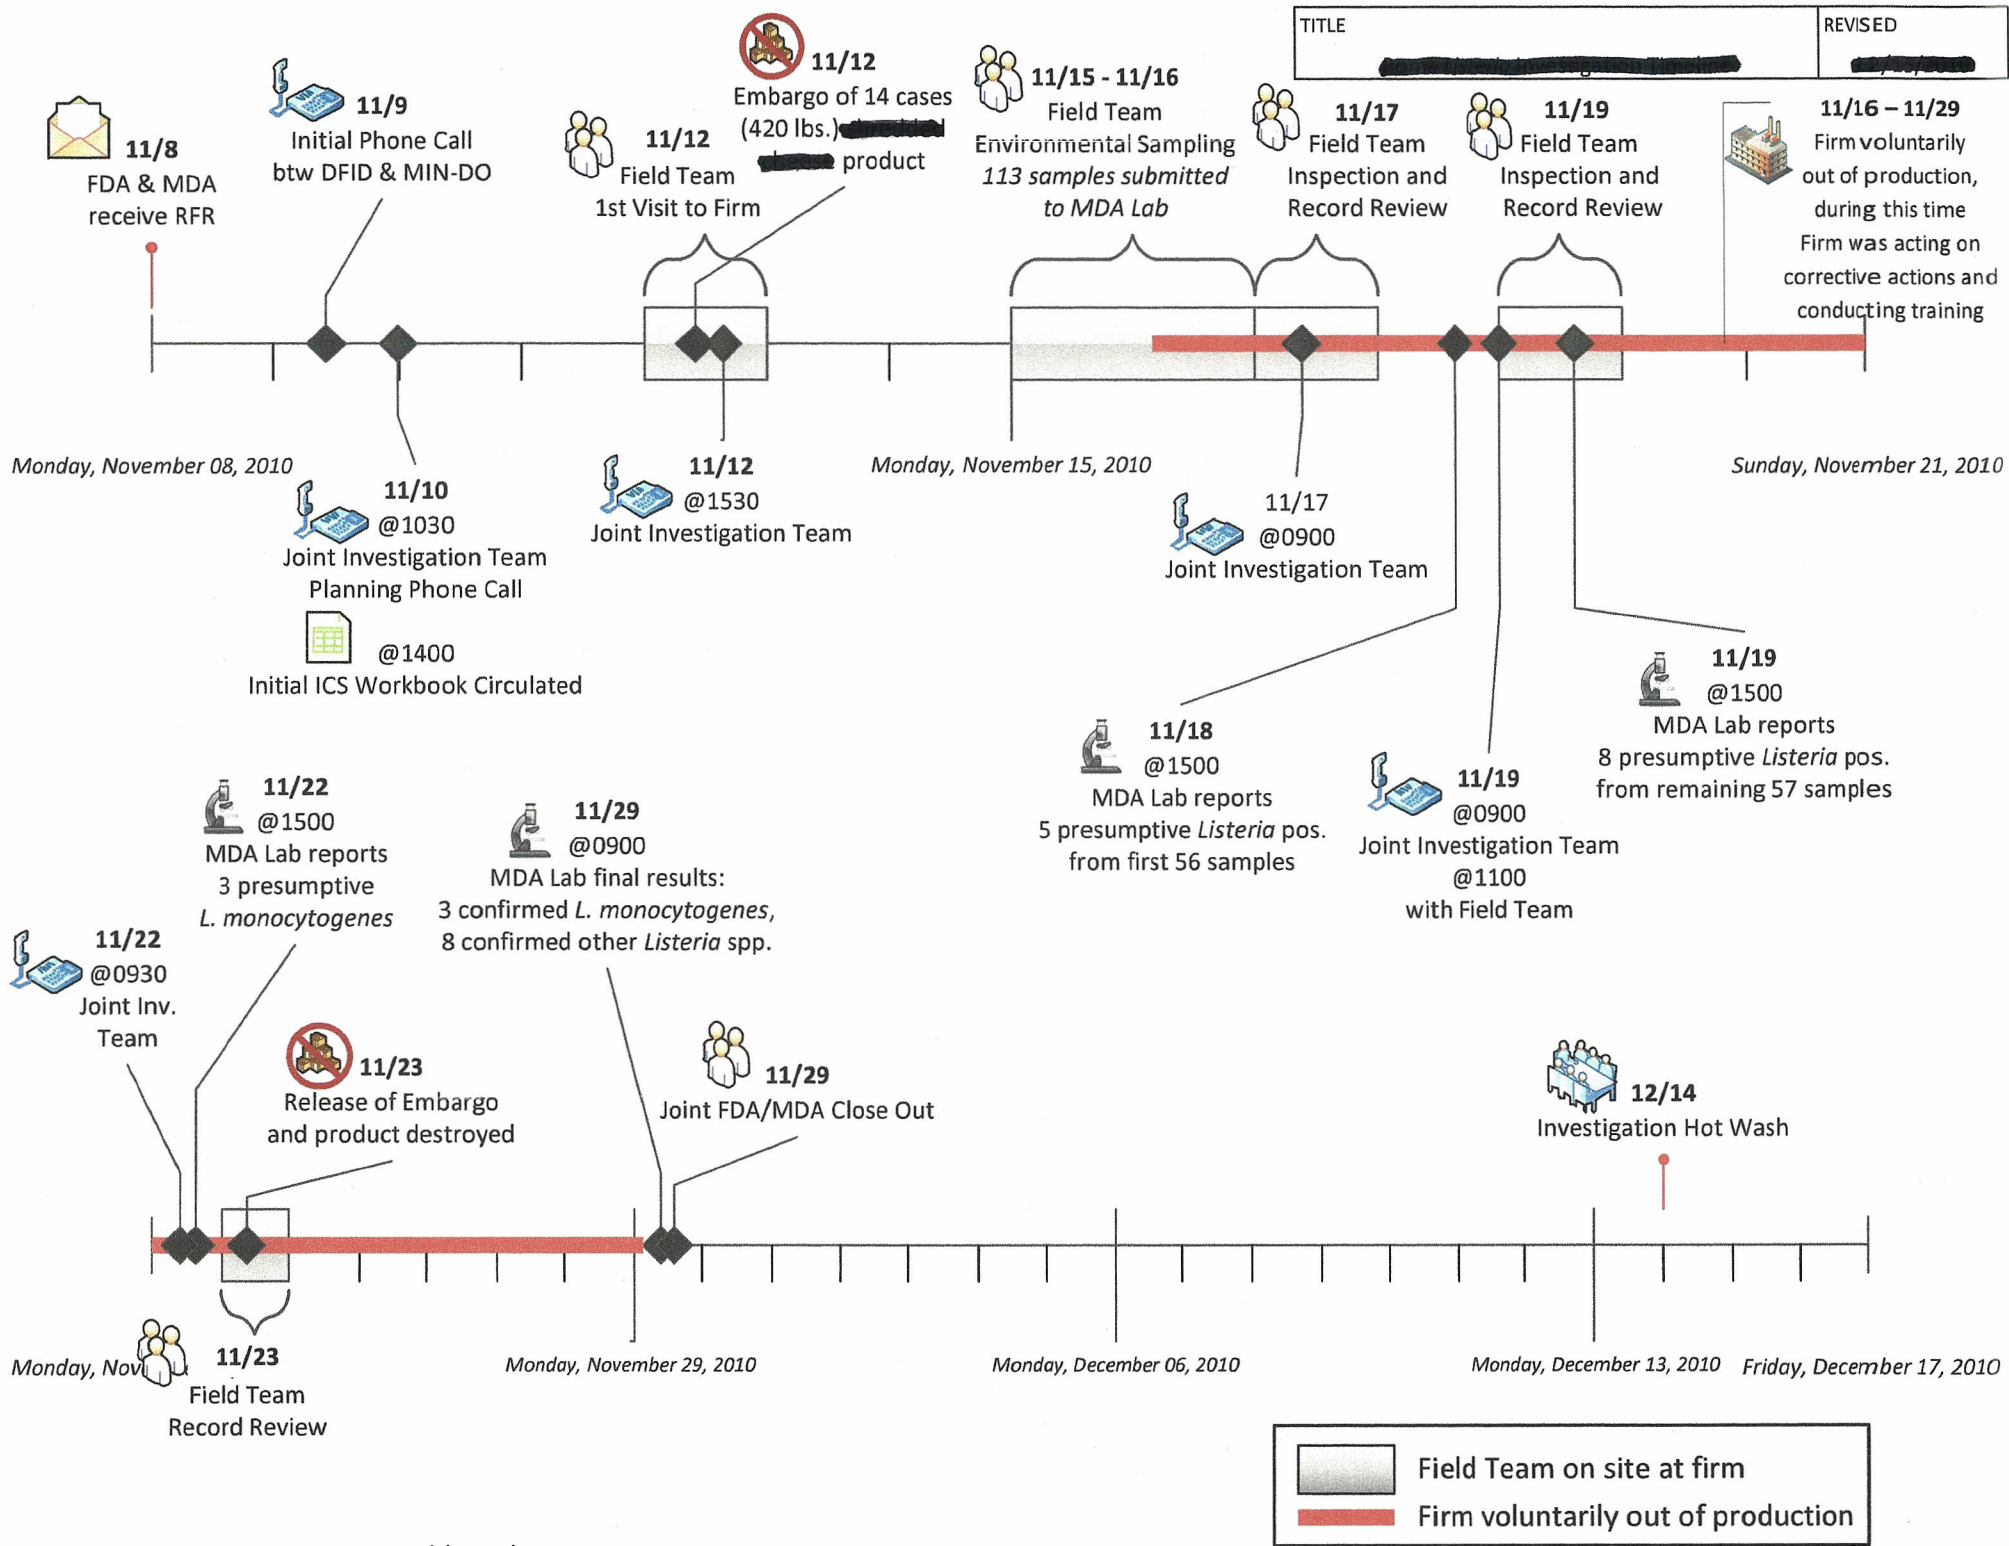 TITLE
REVISED
11/8
FDA & MDA
receive RFR
11/9
Initial Phone Call
btw DFID & MIN-DO
11/12
Field Team
1st Visit to Firm
11/12
Embargo of 14 cases
(420 lbs.)
product
11/15 - 11/16
Field Team
Environmental Sampling
113 samples submitted
to MDA Lab
11/17
Field Team
Inspection and
Record Review
11/19
Field Team
Inspection and
Record Review
11/16 – 11/29
Firm voluntarily
out of production,
during this time
Firm was acting on
corrective actions and
conducting training
Monday, November 08, 2010
Monday, November 15, 2010
Sunday, November 21, 2010
11/10
@1030
Joint Investigation Team
Planning Phone Call
@1400
Initial ICS Workbook Circulated
11/12
@1530
Joint Investigation Team
11/17
@0900
Joint Investigation Team
11/18
@1500
MDA Lab reports
5 presumptive Listeria pos.
from first 56 samples
11/19
@0900
Joint Investigation Team
@1100
with Field Team
11/19
@1500
MDA Lab reports
8 presumptive Listeria pos.
from remaining 57 samples
11/22
@0930
Joint Inv.
Team
11/22
@1500
MDA Lab reports
3 presumptive
L. monocytogenes
11/23
Release of Embargo
and product destroyed
11/29
@0900
MDA Lab final results:
3 confirmed L. monocytogenes,
8 confirmed other Listeria spp.
11/29
Joint FDA/MDA Close Out
12/14
Investigation Hot Wash
Monday, Nov
11/23
Field Team
Record Review
Monday, November 29, 2010
Monday, December 06, 2010
Monday, December 13, 2010
Friday, December 17, 2010
Field Team on site at firm
Firm voluntarily out of production